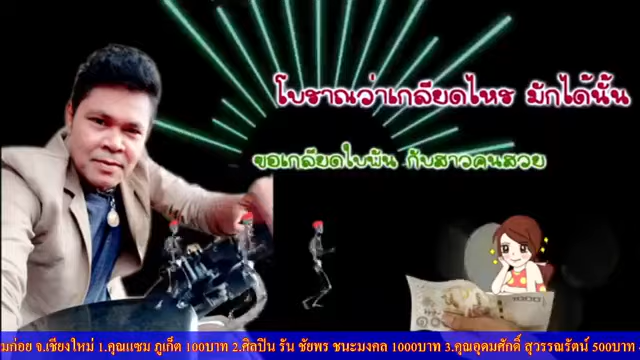 โบราณว่าเกลียดไหร มักได้นั้น
ขอเกลียดใบพัน กับสาวคนสวย
มก๋อย จ.เชียงใหม่ 1.คุณแซม ภูเก็ต 100บาท 2.ศิลปิน รัน ชัยพร ชนะมงคล 1000บาท 3.คุณอุดมศักดิ์ สุวรรณรัตน์ 500บาท